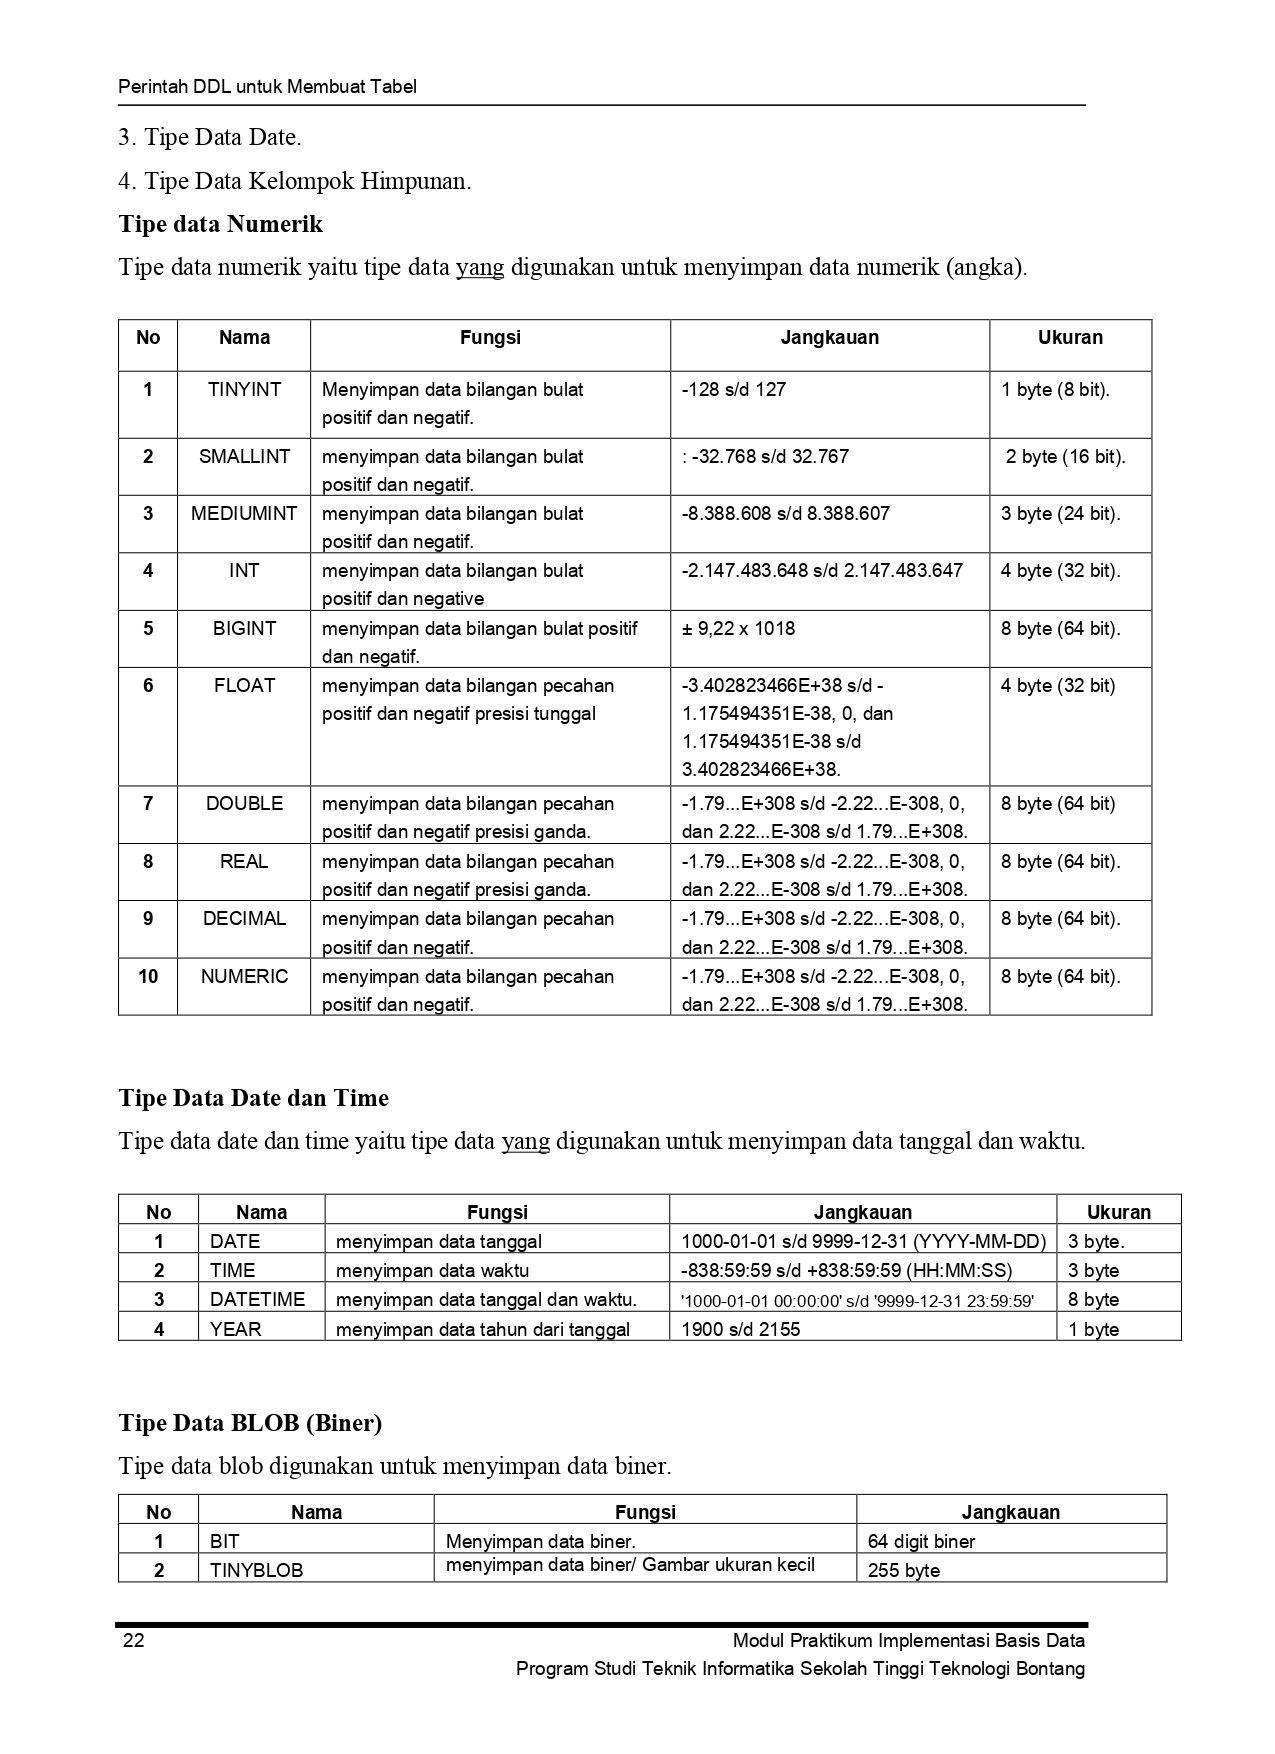 Perintah DDL untuk Membuat Tabel
3. Tipe Data Date.
4. Tipe Data Kelompok Himpunan.
Tipe data Numerik
Tipe data numerik yaitu tipe data yang digunakan untuk menyimpan data numerik (angka).
No Nama Fungsi Jangkauan Ukuran
1 TINYINT Menyimpan data bilangan bulat -128 s/d 127 1 byte (8 bit).
positif dan negatif.
2 SMALLINT menyimpan data bilangan bulat : -32.768 s/d 32.767 2 byte (16 bit).
positif dan negatif.
3 MEDIUMINT menyimpan data bilangan bulat -8.388.608 s/d 8.388.607 3 byte (24 bit).
positif dan negatif.
4 INT menyimpan data bilangan bulat -2.147.483.648 s/d 2.147.483.647 4 byte (32 bit).
positif dan negative
5 BIGINT menyimpan data bilangan bulat positif ± 9,22 x 1018 8 byte (64 bit).
dan negatif.
6 FLOAT menyimpan data bilangan pecahan -3.402823466E+38 s/d - 4 byte (32 bit)
positif dan negatif presisi tunggal 1.175494351E-38, 0, dan
1.175494351E-38 s/d
3.402823466E+38.
7 DOUBLE menyimpan data bilangan pecahan -1.79...E+308 s/d -2.22...E-308, 0, 8 byte (64 bit)
positif dan negatif presisi ganda. dan 2.22...E-308 s/d 1.79...E+308.
8 REAL menyimpan data bilangan pecahan -1.79...E+308 s/d -2.22...E-308, 0, 8 byte (64 bit).
positif dan negatif presisi ganda. dan 2.22...E-308 s/d 1.79...E+308.
9 DECIMAL menyimpan data bilangan pecahan -1.79...E+308 s/d -2.22...E-308, 0, 8 byte (64 bit).
positif dan negatif. dan 2.22...E-308 s/d 1.79...E+308.
10 NUMERIC menyimpan data bilangan pecahan -1.79...E+308 s/d -2.22...E-308, 0, 8 byte (64 bit).
positif dan negatif. dan 2.22...E-308 s/d 1.79...E+308.
Tipe Data Date dan Time
Tipe data date dan time yaitu tipe data yang digunakan untuk menyimpan data tanggal dan waktu.
No Nama Fungsi Jangkauan Ukuran
1 DATE menyimpan data tanggal 1000-01-01 s/d 9999-12-31 (YYYY-MM-DD) 3 byte.
2 TIME menyimpan data waktu -838:59:59 s/d +838:59:59 (HH:MM:SS) 3 byte
3 DATETIME menyimpan data tanggal dan waktu. '1000-01-01 00:00:00' s/d '9999-12-31 23:59:59' 8 byte
4 YEAR menyimpan data tahun dari tanggal 1900 s/d 2155 1 byte
Tipe Data BLOB (Biner)
Tipe data blob digunakan untuk menyimpan data biner.
No Nama Fungsi Jangkauan
1 BIT Menyimpan data biner. 64 digit biner
2 TINYBLOB menyimpan data biner/ Gambar ukuran kecil 255 byte
22 Modul Praktikum Implementasi Basis Data
Program Studi Teknik Informatika Sekolah Tinggi Teknologi Bontang